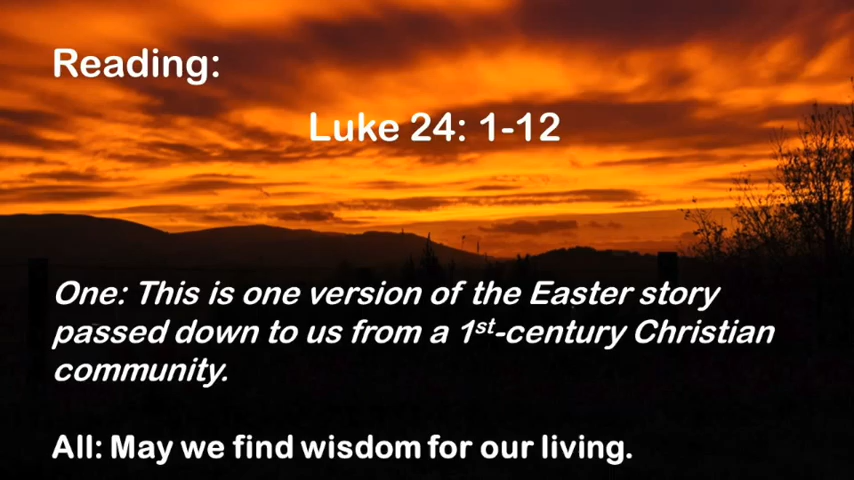 Reading:
Luke 24: 1-12
One: This is one version of the Easter story
passed down to us from a 1st-century Christian
community.
All: May we find wisdom for our living.